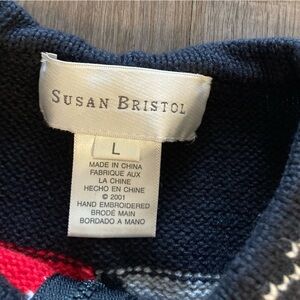 SUSAN BRISTOL
L
MADE IN CHINA
FABRIQUE AUX
LA CHINE
HECHO EN CHINE
© 2001
HAND EMBROIDERED
BRODE MAIN
BORDADO A MANO